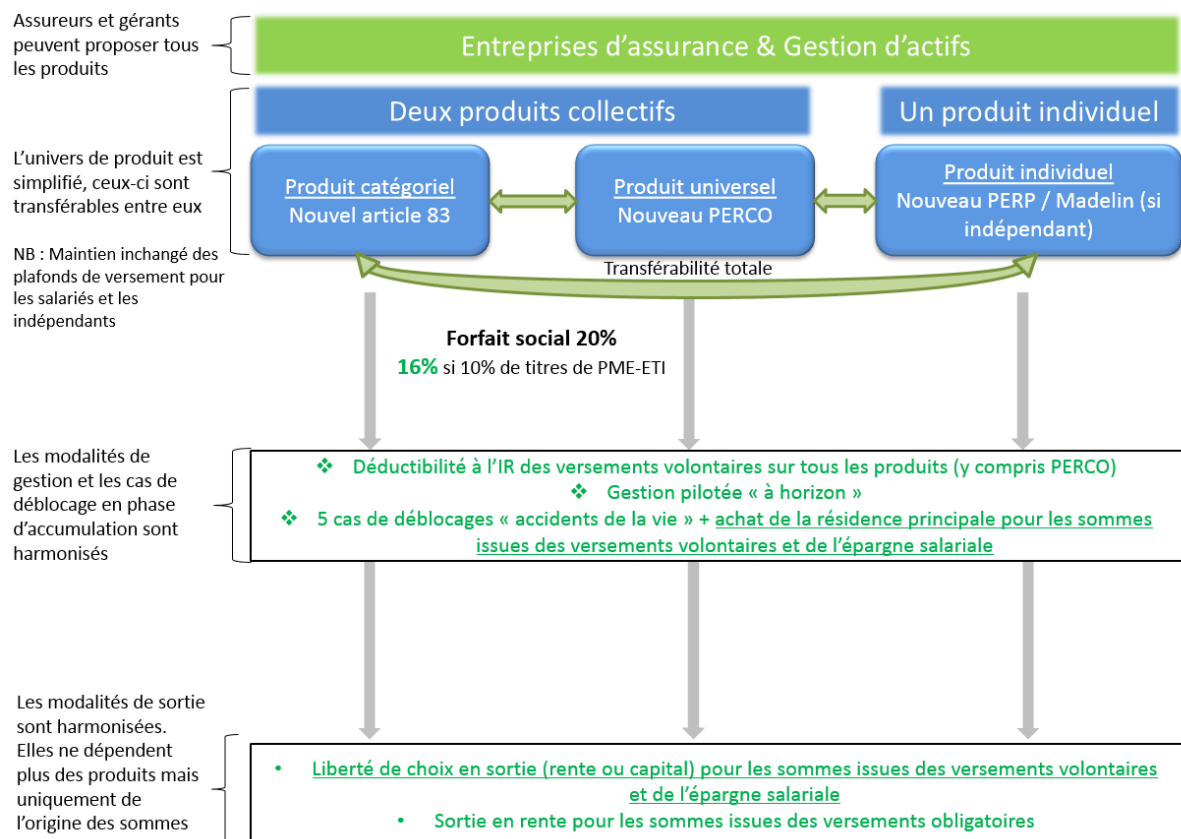 Assureurs et gérants
peuvent proposer tous
les produits
Entreprises d'assurance & Gestion d'actifs
Deux produits collectifs
Un produit individuel
L'univers de produit est
simplifié, ceux-ci sont
transférables entre eux
Produit catégoriel
Nouvel article 83
Produit universel
Nouveau PERCO
Produit individuel
Nouveau PERP / Madelin (si
indépendant)
NB : Maintien inchangé des
plafonds de versement pour
les salariés et les
indépendants
Transférabilité totale
Forfait social 20%
16% si 10% de titres de PME-ETI
Les modalités de
gestion et les cas de
déblocage en phase
d'accumulation sont
harmonisés
❖ Déductibilité à l'IR des versements volontaires sur tous les produits (y compris PERCO)
❖ Gestion pilotée « à horizon »
❖ 5 cas de déblocages « accidents de la vie » + achat de la résidence principale pour les sommes
issues des versements volontaires et de l'épargne salariale
Les modalités de sortie
sont harmonisées.
Elles ne dépendent
plus des produits mais
uniquement de
l'origine des sommes
• Liberté de choix en sortie (rente ou capital) pour les sommes issues des versements volontaires
et de l'épargne salariale
• Sortie en rente pour les sommes issues des versements obligatoires